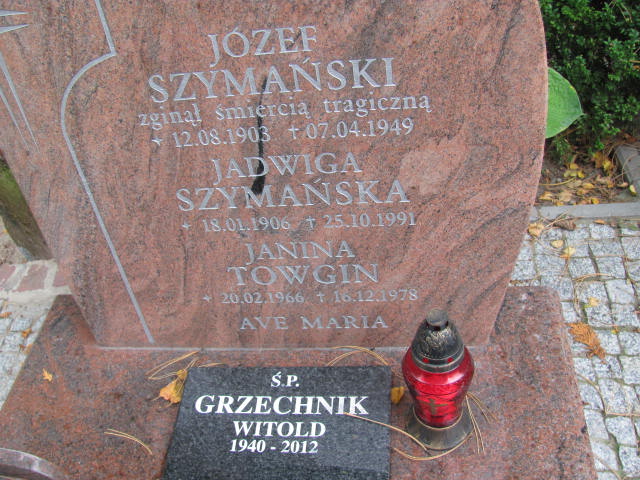 JÓZEF
SZYMAŃSKI
zginął śmiercią tragiczną
* 12.08.1903 † 07.04.1949
JADWIGA
SZYMAŃSKA
* 18.01.1906 † 25.10.1991
JANINA
TOWGIN
* 20.02.1966 † 16.12.1978
AVE MARIA
Ś.P.
GRZECHNIK
WITOLD
1940 - 2012